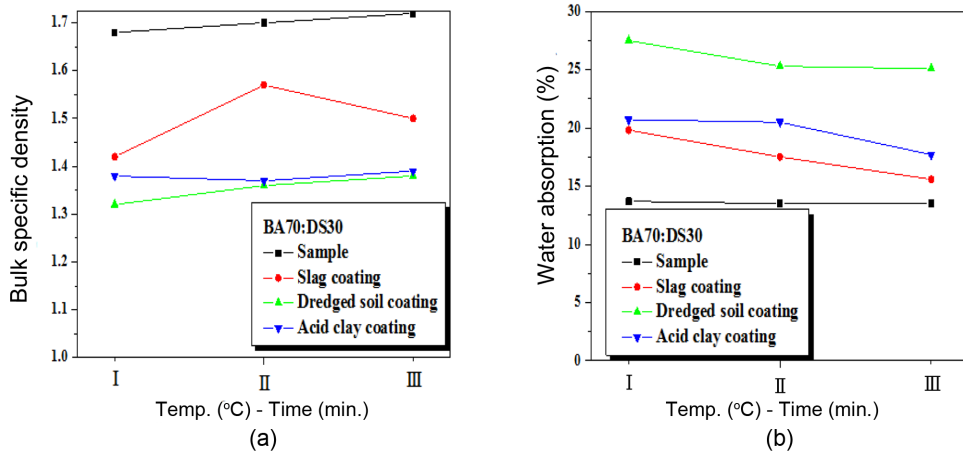 1.7
1.6
1.5
1.4
1.3
1.2
1.1
1.0
Bulk specific density
BA70:DS30
Sample
Slag coating
Dredged soil coating
Acid clay coating
I II III
Temp. (°C) - Time (min.)
(a)
30
25
20
15
10
5
0
Water absorption (%)
BA70:DS30
Sample
Slag coating
Dredged soil coating
Acid clay coating
I II III
Temp. (°C) - Time (min.)
(b)